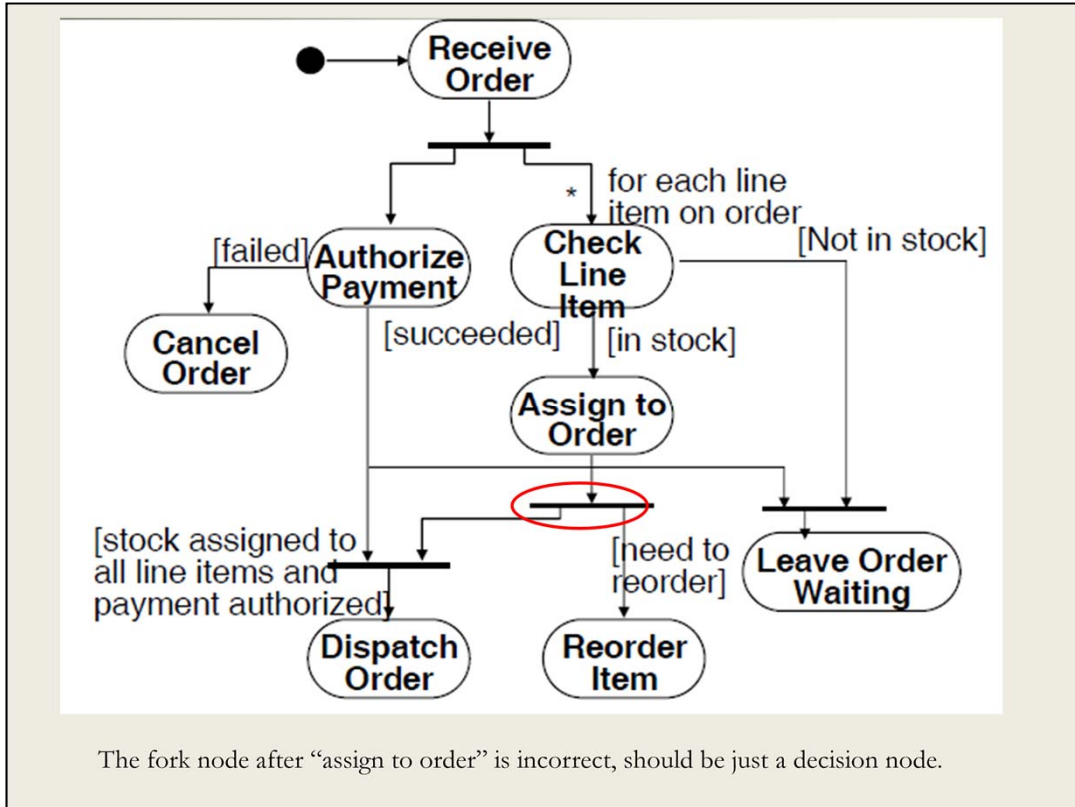 Receive
Order
*
for each line
item on order
[Not in stock]
[failed]
Authorize
Payment
Check
Line
Item
[succeeded]
[in stock]
Cancel
Order
Assign to
Order
[stock assigned to
all line items and
payment authorized]
[need to
reorder]
Leave Order
Waiting
Dispatch
Order
Reorder
Item
The fork node after “assign to order” is incorrect, should be just a decision node.